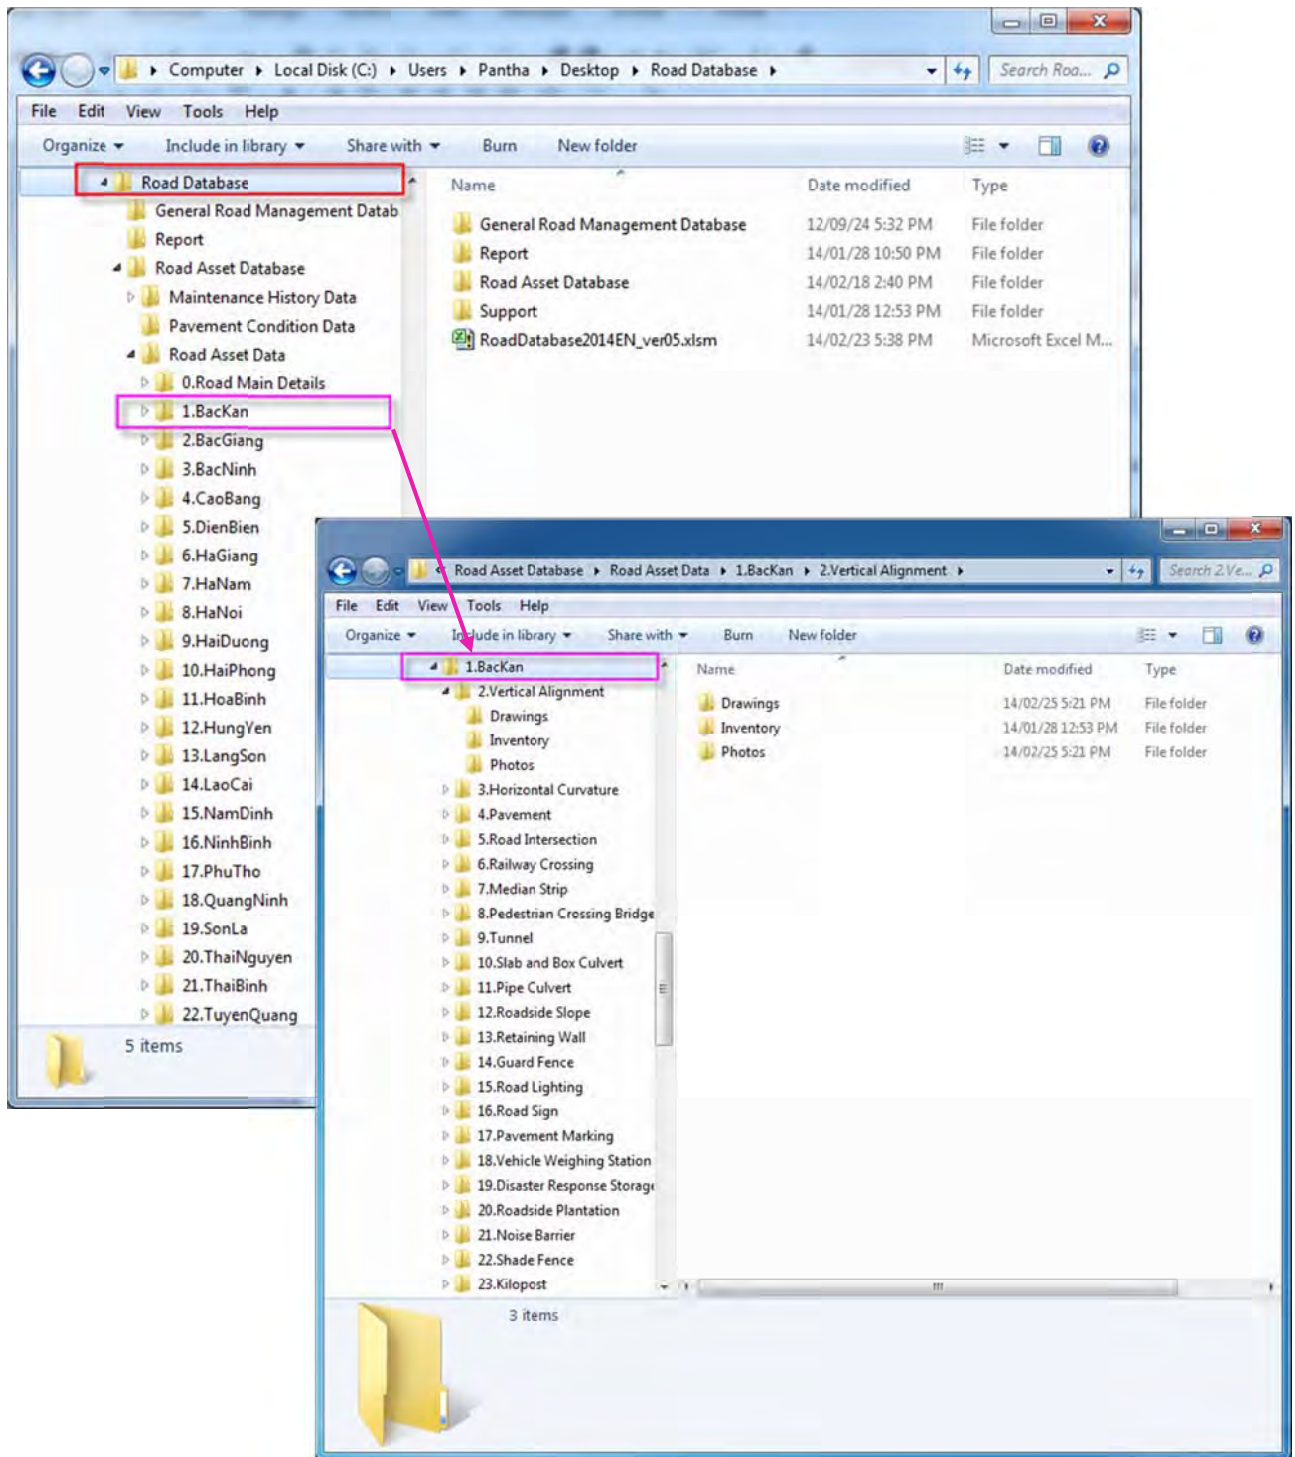 Computer ▸ Local Disk (C:) ▸ Users ▸ Pantha ▸ Desktop ▸ Road Database ▸
Search Roa...
File Edit View Tools Help
Organize Include in library Share with Burn New folder
Road Database
General Road Management Datab
Report
Road Asset Database
Maintenance History Data
Pavement Condition Data
Road Asset Data
0.Road Main Details
1.BacKan
2.BacGiang
3.BacNinh
4.CaoBang
5.DienBien
6.HaGiang
7.HaNam
8.HaNoi
9.HaiDuong
10.HaiPhong
11.HoaBinh
12.HungYen
13.LangSon
14.LaoCai
15.NamDinh
16.NinhBinh
17.PhuTho
18.QuangNinh
19.SonLa
20.ThaiNguyen
21.ThaiBinh
22.TuyenQuang
5 items
Name Date modified Type
General Road Management Database 12/09/24 5:32 PM File folder
Report 14/01/28 10:50 PM File folder
Road Asset Database 14/02/18 2:40 PM File folder
Support 14/01/28 12:53 PM File folder
RoadDatabase2014EN_ver05.xlsm 14/02/23 5:38 PM Microsoft Excel M...
« Road Asset Database ▸ Road Asset Data ▸ 1.BacKan ▸ 2.Vertical Alignment ▸
Search 2.Ve...
File Edit View Tools Help
Organize Include in library Share with Burn New folder
1.BacKan
2.Vertical Alignment
Drawings
Inventory
Photos
3.Horizontal Curvature
4.Pavement
5.Road Intersection
6.Railway Crossing
7.Median Strip
8.Pedestrian Crossing Bridge
9.Tunnel
10.Slab and Box Culvert
11.Pipe Culvert
12.Roadside Slope
13.Retaining Wall
14.Guard Fence
15.Road Lighting
16.Road Sign
17.Pavement Marking
18.Vehicle Weighing Station
19.Disaster Response Storage
20.Roadside Plantation
21.Noise Barrier
22.Shade Fence
23.Kilopost
Name Date modified Type
Drawings 14/02/25 5:21 PM File folder
Inventory 14/01/28 12:53 PM File folder
Photos 14/02/25 5:21 PM File folder
3 items